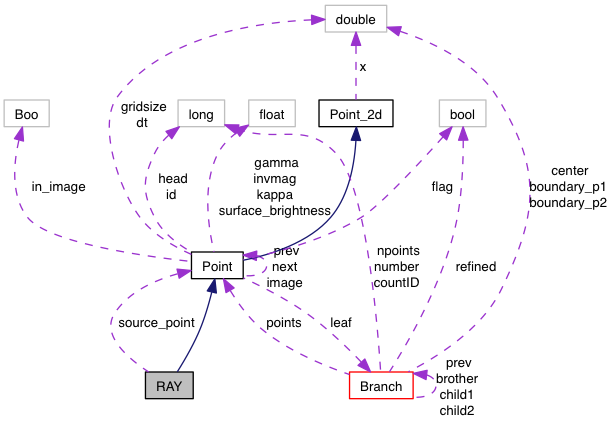 double
x
Boo
long
float
Point_2d
bool
gridsize
dt
in_image
head
id
gamma
invmag
kappa
surface_brightness
flag
center
boundary_p1
boundary_p2
Point
prev
next
image
npoints
number
countID
refined
source_point
points
leaf
RAY
Branch
prev
brother
child1
child2